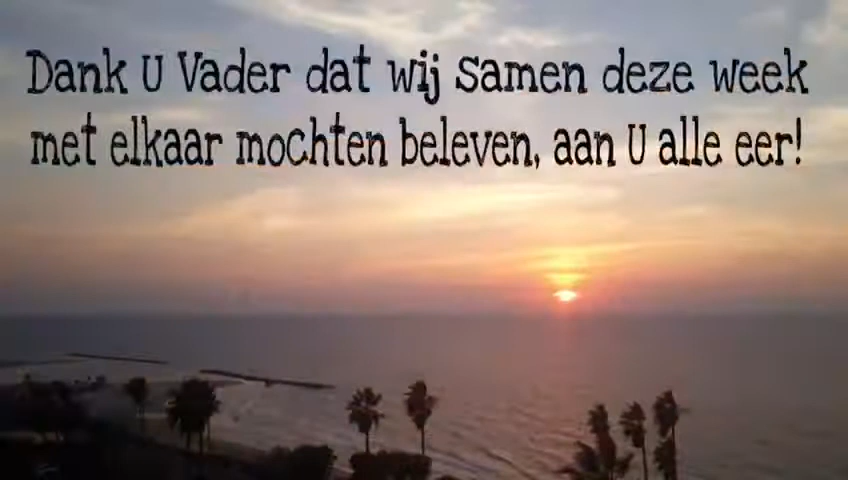 Dank U Vader dat wij samen deze week
met elkaar mochten beleven, aan U alle eer!